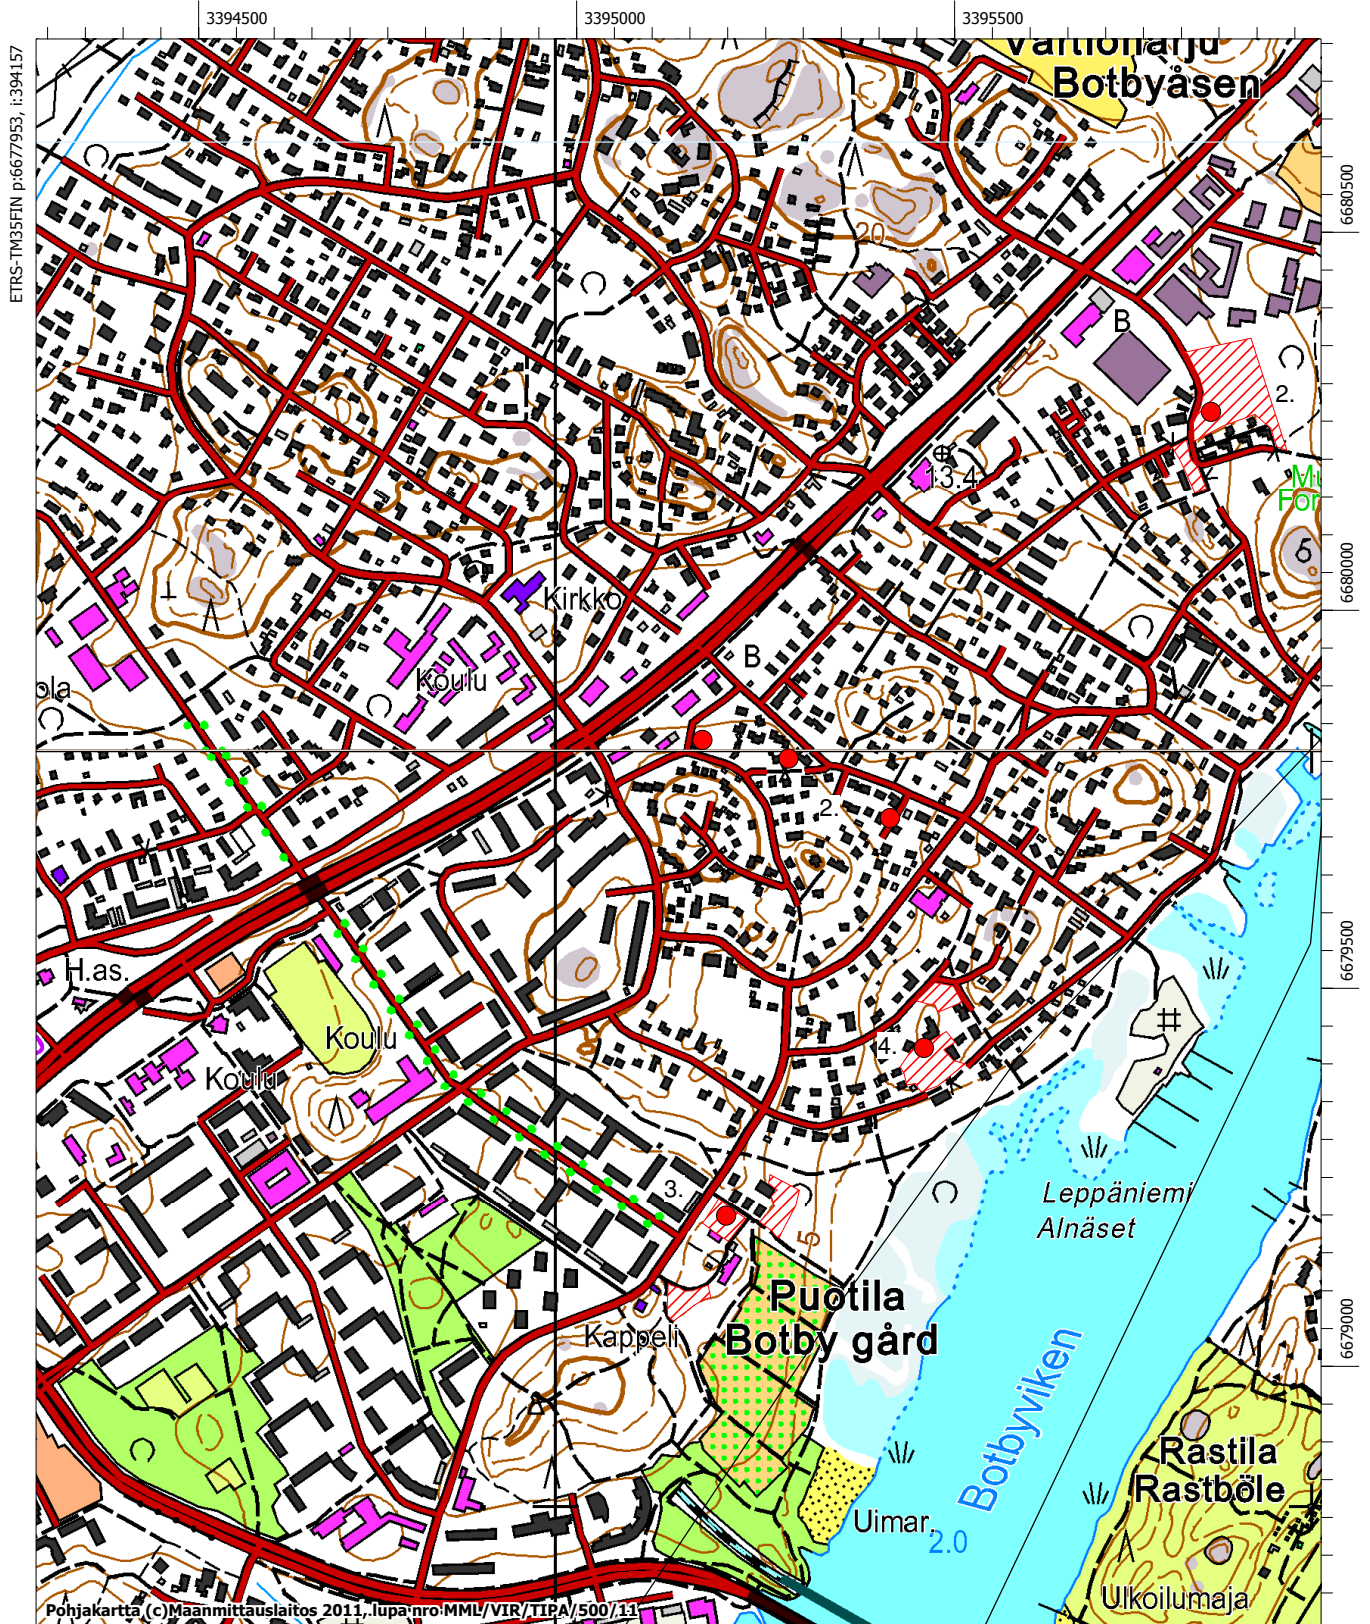 3394500
3395000
3395500
ETRS-TM35FIN p:6677953, i:394157
Vartioharju
Botbyåsen
6680500
20
B
2.
13.4
Kirkko
6680000
B
Koulu
2.
6679500
H.as.
Koulu
Koulu
4.
3.
Leppäniemi
Alnäset
5
Puotila
Botby gård
Kappeli
6679000
Botbyviken
Rastila
Rastböle
Uimar.
2.0
Ulkoilumaja
Pohjakartta (c)Maanmittauslaitos 2011, lupa nro MML/VIR/TIPA/500/11